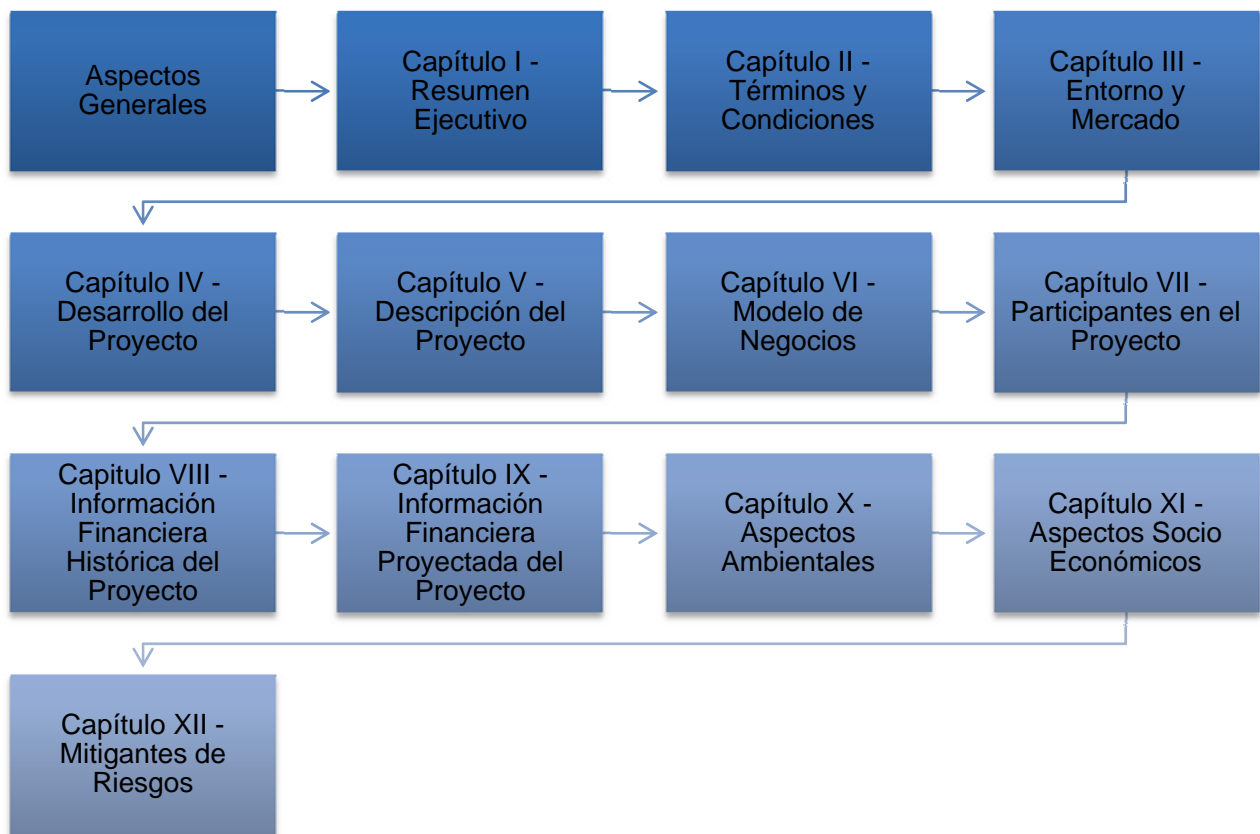 Aspectos
Generales
Capítulo I -
Resumen
Ejecutivo
Capítulo II -
Términos y
Condiciones
Capítulo III -
Entorno y
Mercado
Capítulo IV -
Desarrollo del
Proyecto
Capítulo V -
Descripción del
Proyecto
Capítulo VI -
Modelo de
Negocios
Capítulo VII -
Participantes en el
Proyecto
Capitulo VIII -
Información
Financiera
Histórica del
Proyecto
Capítulo IX -
Información
Financiera
Proyectada del
Proyecto
Capítulo X -
Aspectos
Ambientales
Capítulo XI -
Aspectos Socio
Económicos
Capítulo XII -
Mitigantes de
Riesgos